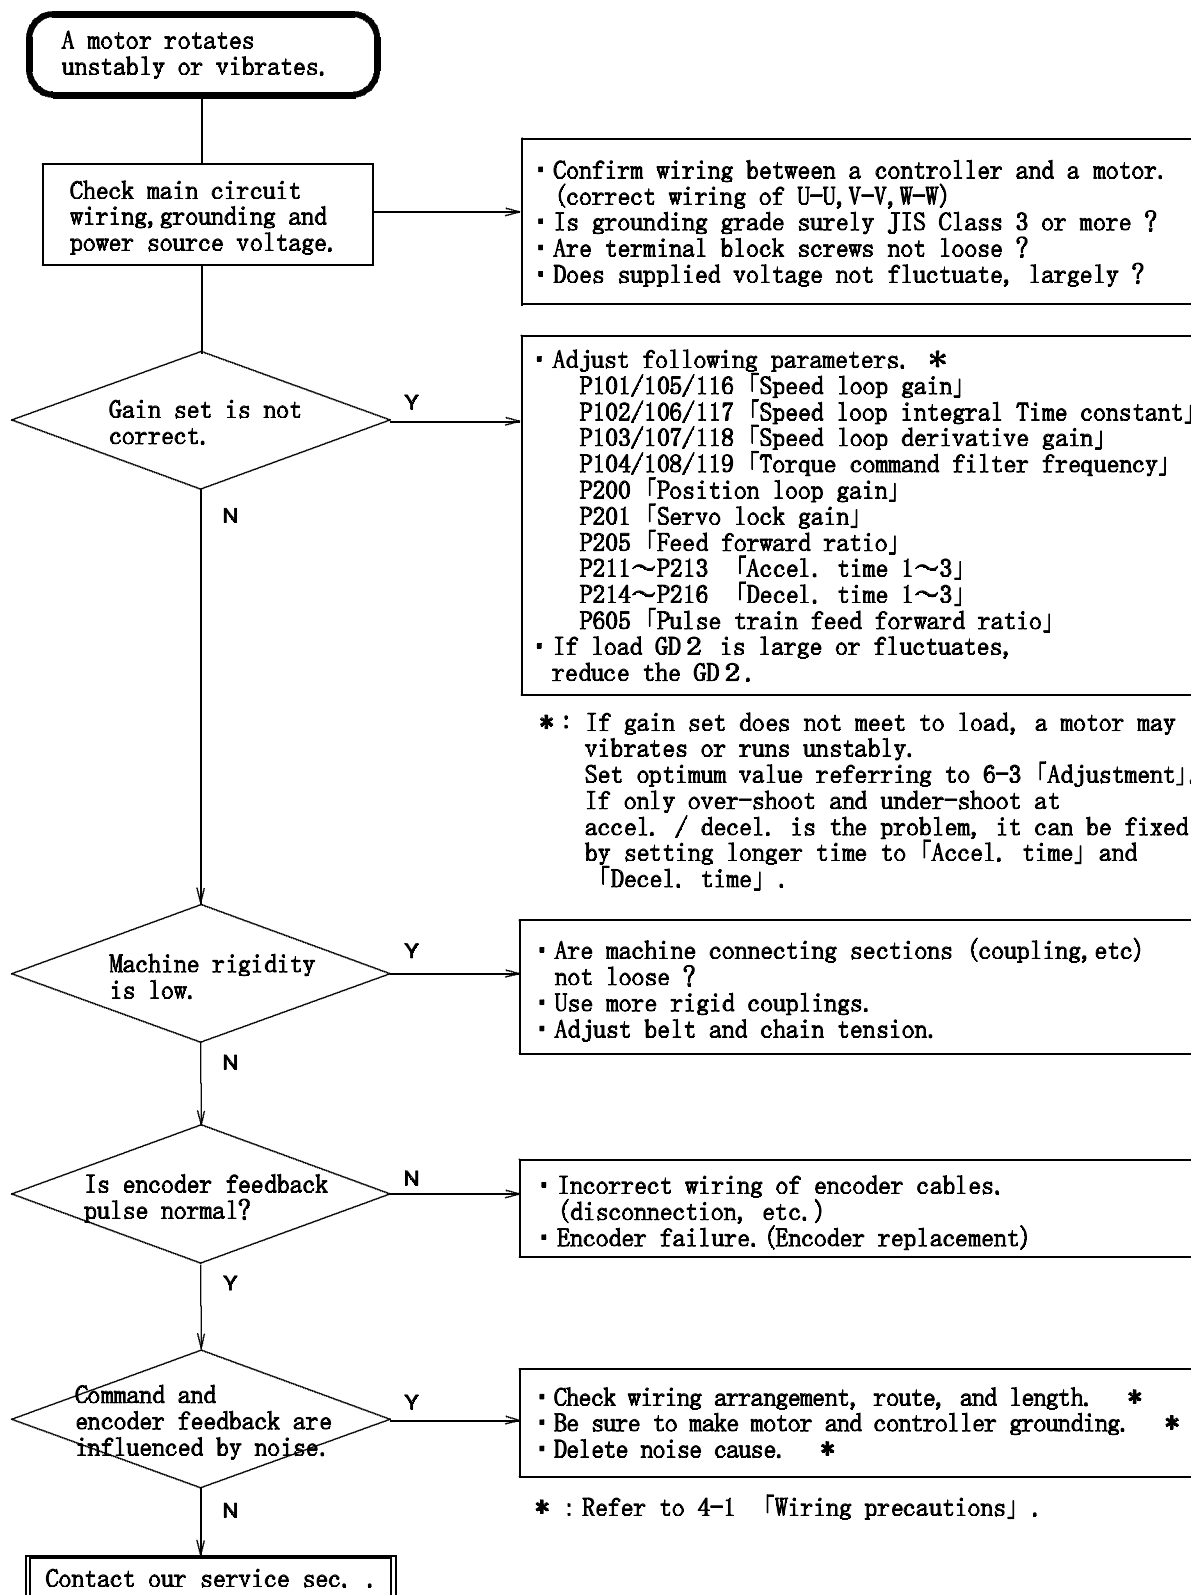 A motor rotates
unstably or vibrates.
Check main circuit
wiring, grounding and
power source voltage.
・Confirm wiring between a controller and a motor.
(correct wiring of U-U, V-V, W-W)
・Is grounding grade surely JIS Class 3 or more ?
・Are terminal block screws not loose ?
・Does supplied voltage not fluctuate, largely ?
Gain set is not
correct.
Y
N
・Adjust following parameters. *
P101/105/116「Speed loop gain」
P102/106/117「Speed loop integral Time constant」
P103/107/118「Speed loop derivative gain」
P104/108/119「Torque command filter frequency」
P200「Position loop gain」
P201「Servo lock gain」
P205「Feed forward ratio」
P211～P213 「Accel. time 1～3」
P214～P216 「Decel. time 1～3」
P605「Pulse train feed forward ratio」
・If load GD2 is large or fluctuates,
reduce the GD2.
*: If gain set does not meet to load, a motor may
vibrates or runs unstably.
Set optimum value referring to 6-3「Adjustment」.
If only over-shoot and under-shoot at
accel. / decel. is the problem, it can be fixed
by setting longer time to「Accel. time」and
「Decel. time」.
Machine rigidity
is low.
Y
N
・Are machine connecting sections (coupling, etc)
not loose ?
・Use more rigid couplings.
・Adjust belt and chain tension.
Is encoder feedback
pulse normal?
N
Y
・Incorrect wiring of encoder cables.
(disconnection, etc.)
・Encoder failure. (Encoder replacement)
Command and
encoder feedback are
influenced by noise.
Y
N
・Check wiring arrangement, route, and length. *
・Be sure to make motor and controller grounding. *
・Delete noise cause. *
* : Refer to 4-1 「Wiring precautions」.
Contact our service sec. .